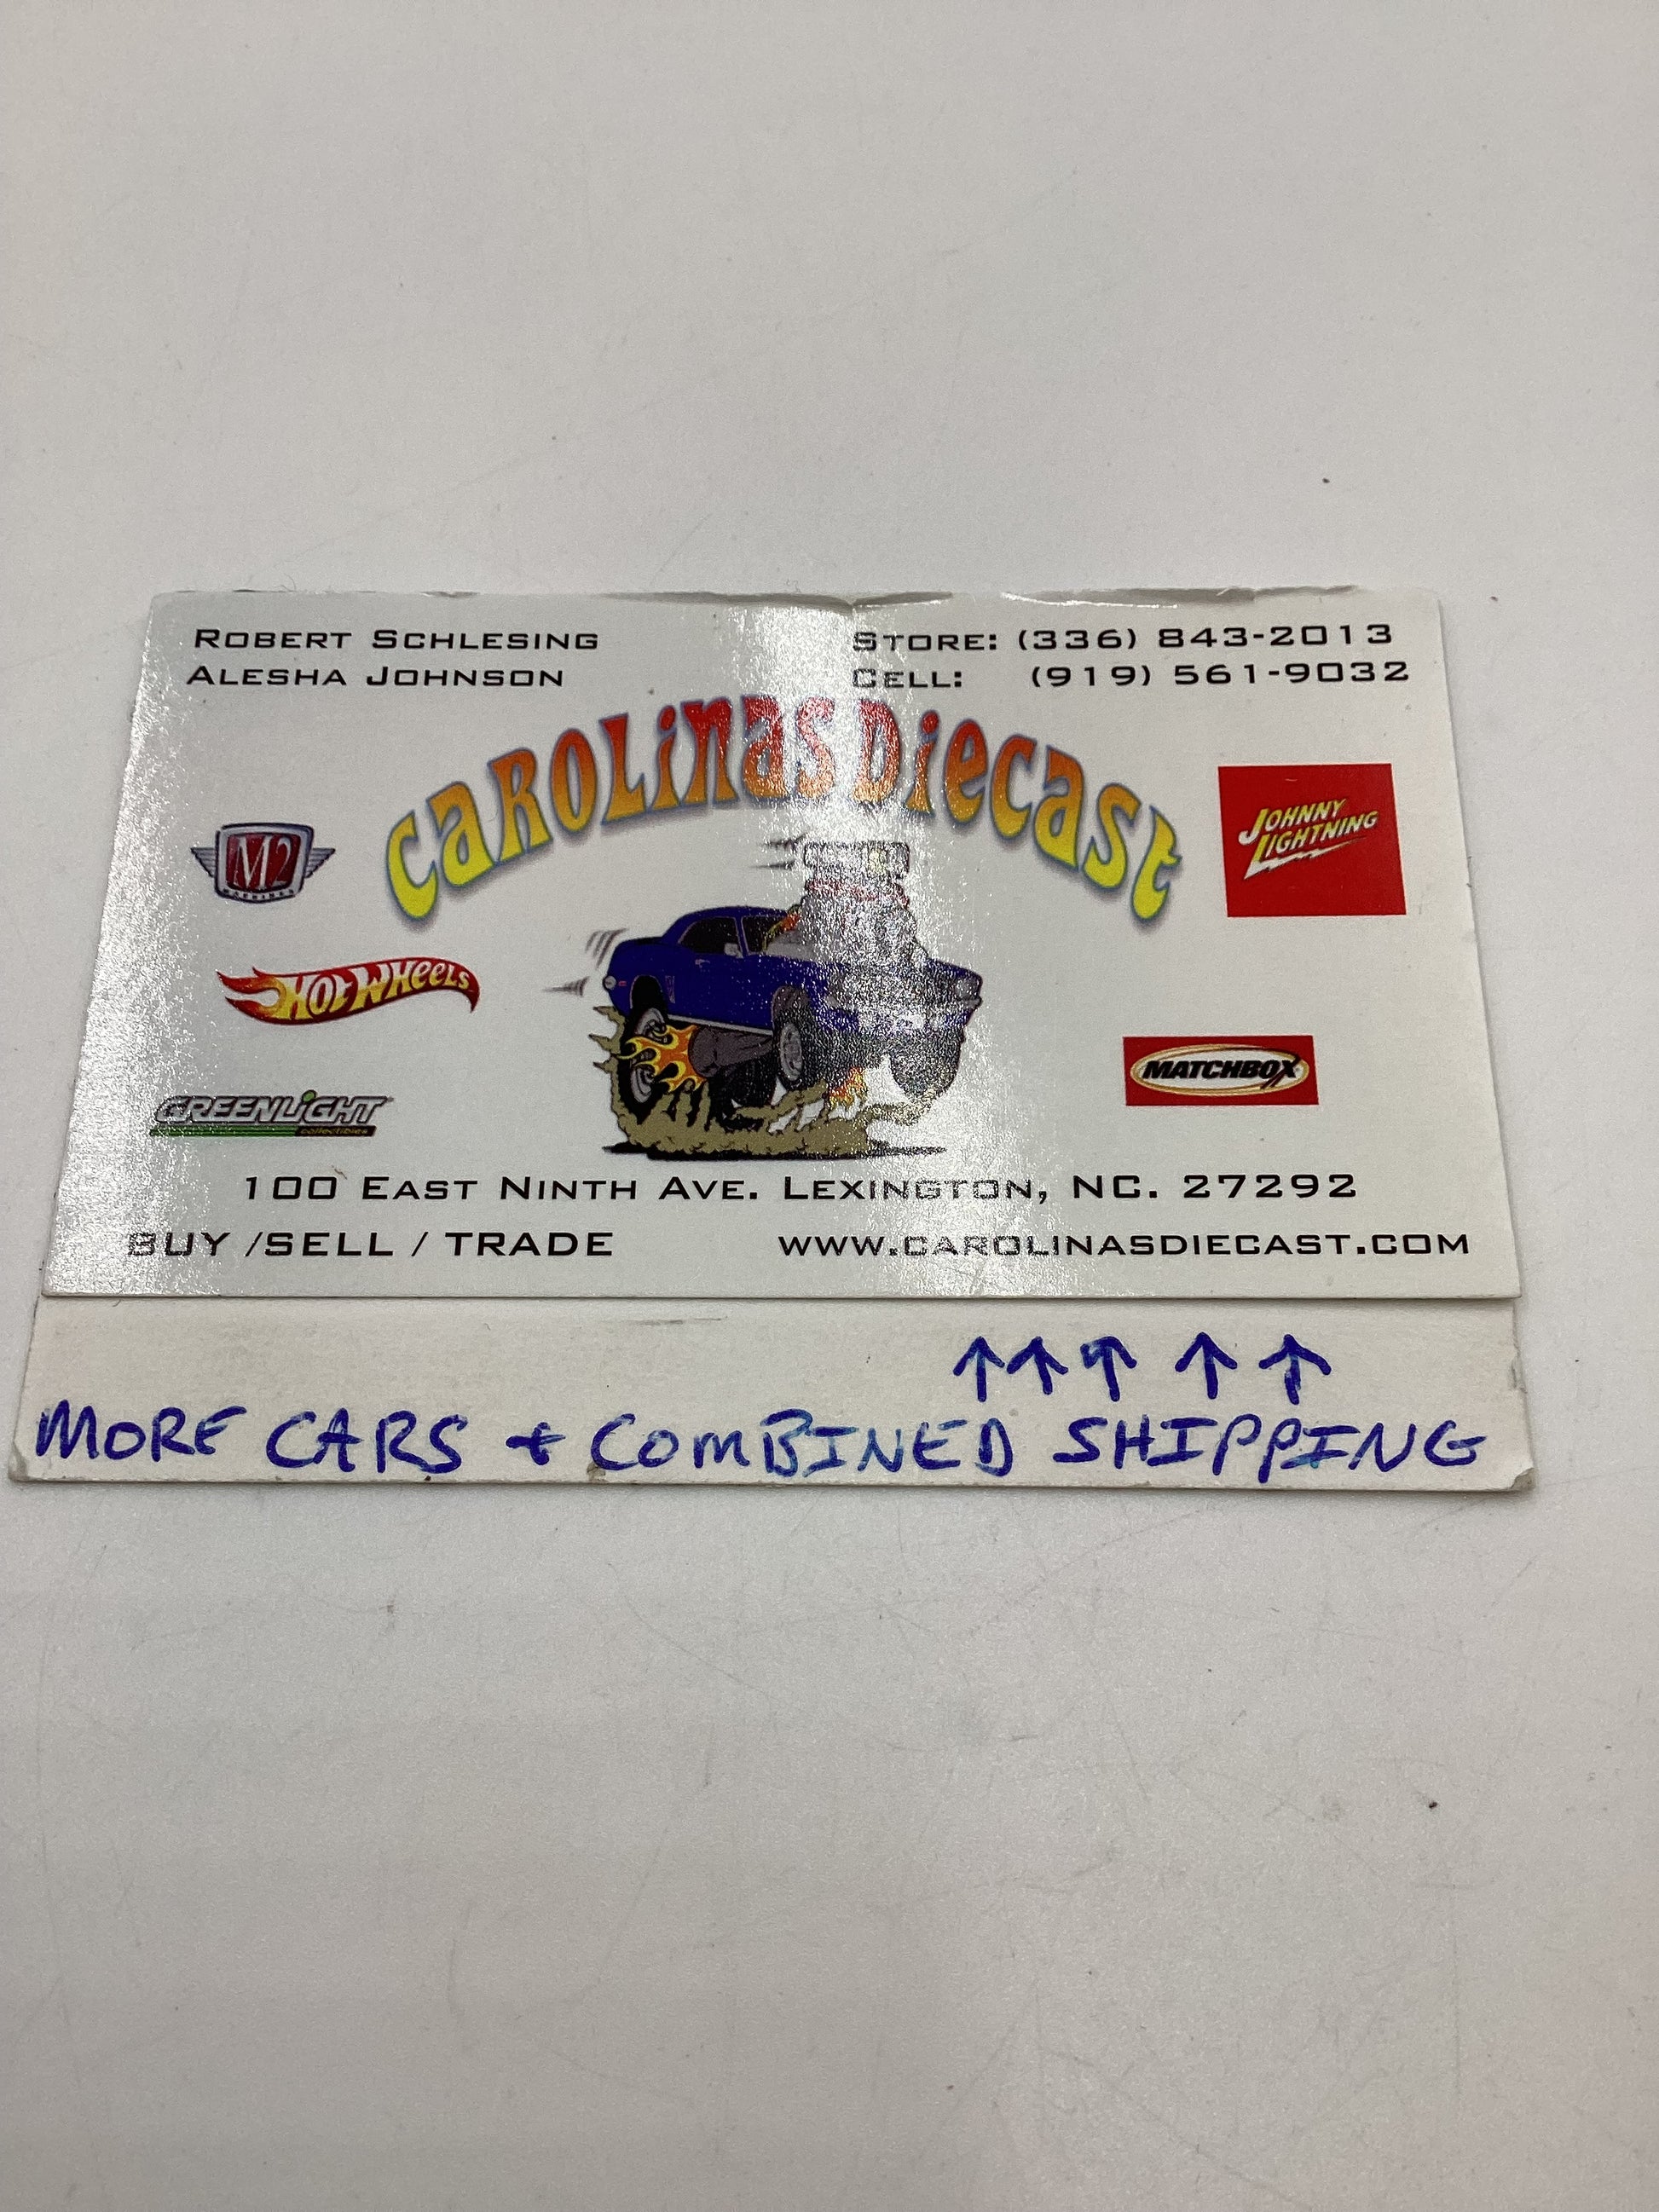 ROBERT SCHLESING
ALESHA JOHNSON
STORE: (336) 843-2013
CELL: (919) 561-9032
CAROLINAS DIECAST
M2
MACHINES
JOHNNY
LIGHTNING
HOT WHEELS
MATCHBOX
GREENLIGHT
collectibles
100 EAST NINTH AVE. LEXINGTON, NC. 27292
BUY /SELL / TRADE
WWW.CAROLINASDIECAST.COM
↑↑↑ ↑ ↑
MORE CARS + COMBINED SHIPPING